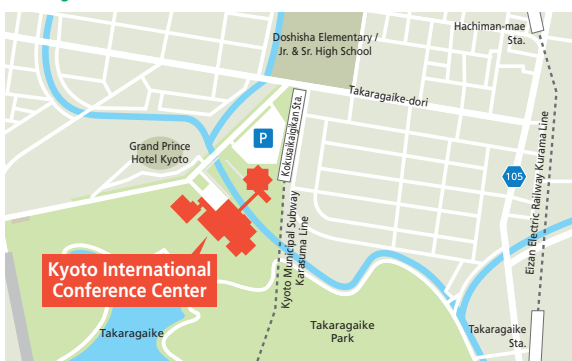 Hachiman-mae
Sta.
Doshisha Elementary /
Jr. & Sr. High School
Takaragaike-dori
Kokusaikaigikan Sta.
P
Grand Prince
Hotel Kyoto
105
Eizan Electric Railway Kurama Line
Kyoto Municipal Subway
Karasuma Line
Kyoto International
Conference Center
Takaragaike
Takaragaike
Park
Takaragaike
Sta.